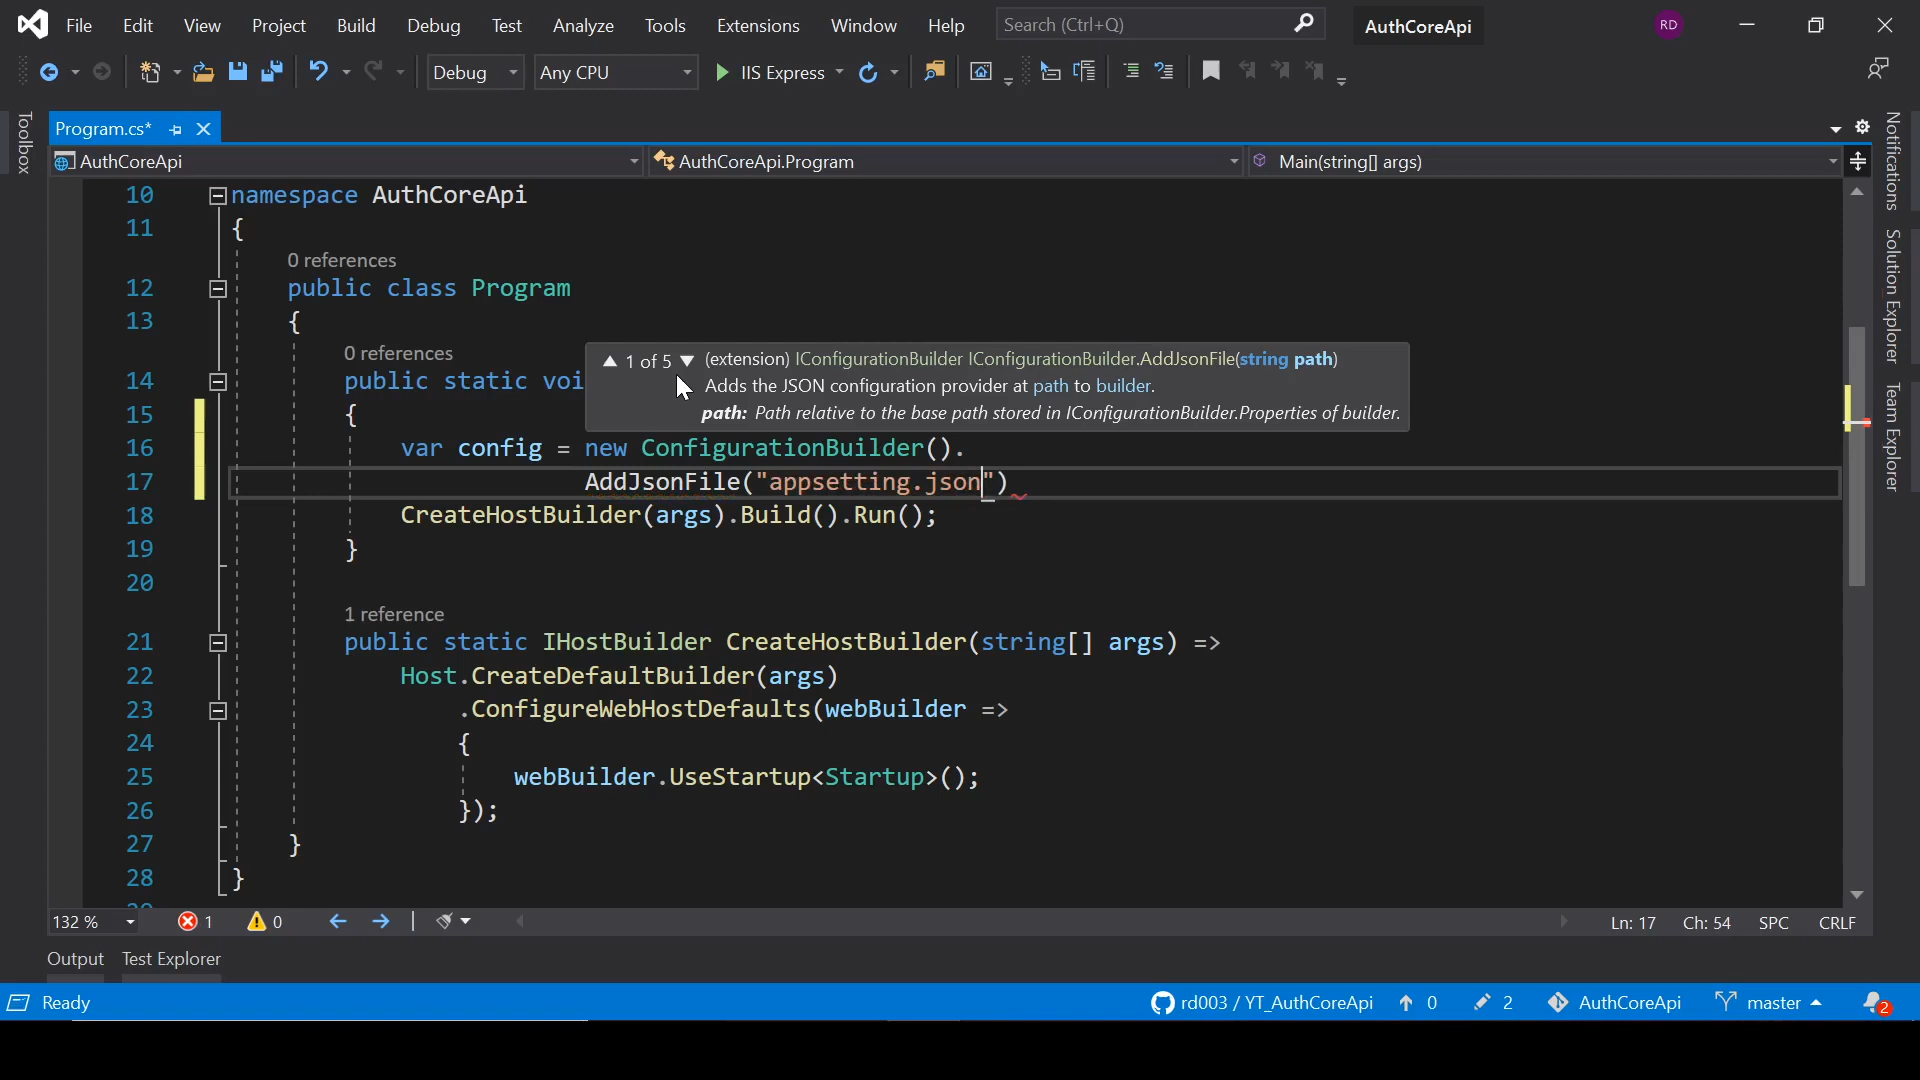 File Edit View Project Build Debug Test Analyze Tools Extensions Window Help Search (Ctrl+Q) AuthCoreApi RD
Debug Any CPU IIS Express
Toolbox
Program.cs*
AuthCoreApi AuthCoreApi.Program Main(string[] args)
10 namespace AuthCoreApi
11 {
0 references
12 public class Program
13 {
0 references
14 public static voi
1 of 5 (extension) IConfigurationBuilder IConfigurationBuilder.AddJsonFile(string path)
Adds the JSON configuration provider at path to builder.
path: Path relative to the base path stored in IConfigurationBuilder.Properties of builder.
15 {
16 var config = new ConfigurationBuilder().
17 AddJsonFile("appsetting.json")
18 CreateHostBuilder(args).Build().Run();
19 }
20
1 reference
21 public static IHostBuilder CreateHostBuilder(string[] args) =>
22 Host.CreateDefaultBuilder(args)
23 .ConfigureWebHostDefaults(webBuilder =>
24 {
25 webBuilder.UseStartup<Startup>();
26 });
27 }
28 }
Notifications
Solution Explorer
Team Explorer
132 % 1 0 Ln: 17 Ch: 54 SPC CRLF
Output Test Explorer
Ready rd003 / YT_AuthCoreApi 0 2 AuthCoreApi master 2